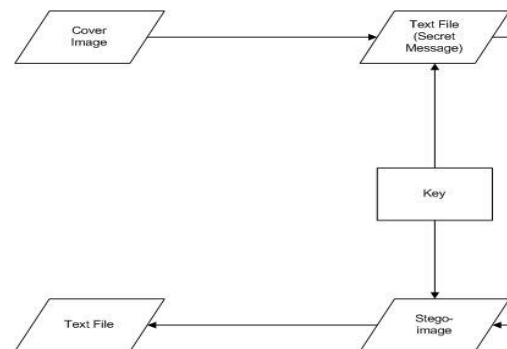 Cover
Image
Text File
(Secret
Message)
Key
Text File
Stego-
image